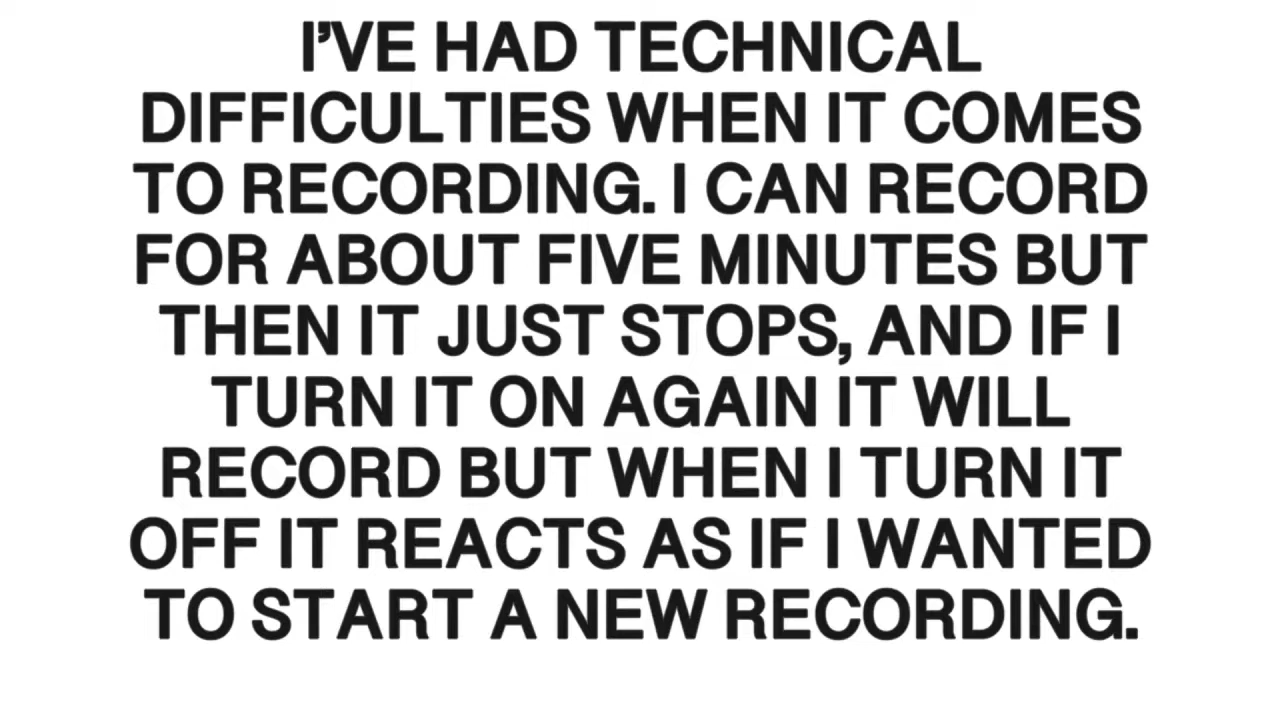 I'VE HAD TECHNICAL
DIFFICULTIES WHEN IT COMES
TO RECORDING. I CAN RECORD
FOR ABOUT FIVE MINUTES BUT
THEN IT JUST STOPS, AND IF I
TURN IT ON AGAIN IT WILL
RECORD BUT WHEN I TURN IT
OFF IT REACTS AS IF I WANTED
TO START A NEW RECORDING.